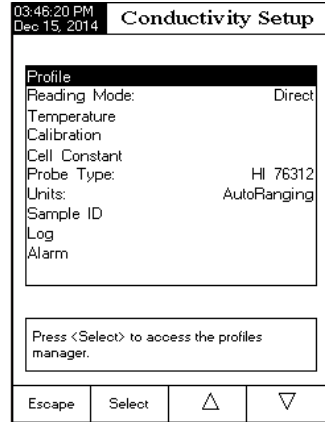 03:46:20 PM
Dec 15, 2014
Conductivity Setup
Profile
Reading Mode: Direct
Temperature
Calibration
Cell Constant
Probe Type: HI 76312
Units: AutoRanging
Sample ID
Log
Alarm
Press <Select> to access the profiles
manager.
Escape Select △ ▽